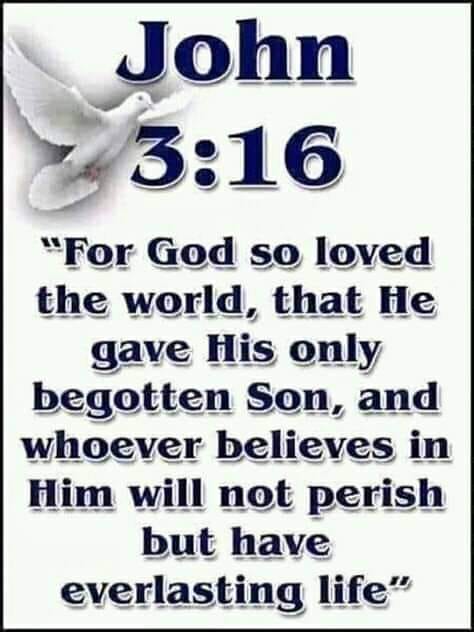 John
3:16
"For God so loved
the world, that He
gave His only
begotten Son, and
whoever believes in
Him will not perish
but have
everlasting life"